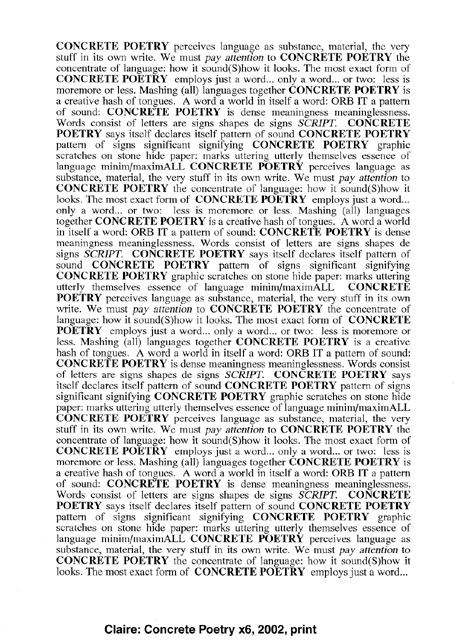 CONCRETE POETRY perceives language as substance, material, the very
stuff in its own write. We must pay attention to CONCRETE POETRY the
concentrate of language: how it sound(S)how it looks. The most exact form of
CONCRETE POETRY employs just a word... only a word... or two: less is
moremore or less. Mashing (all) languages together CONCRETE POETRY is
a creative hash of tongues. A word a world in itself a word: ORB IT a pattern
of sound: CONCRETE POETRY is dense meaningness meaninglessness.
Words consist of letters are signs shapes de signs SCRIPT. CONCRETE
POETRY says itself declares itself pattern of sound CONCRETE POETRY
pattern of signs significant signifying CONCRETE POETRY graphic
scratches on stone hide paper: marks uttering utterly themselves essence of
language minim/maximALL CONCRETE POETRY perceives language as
substance, material, the very stuff in its own write. We must pay attention to
CONCRETE POETRY the concentrate of language: how it sound(S)how it
looks. The most exact form of CONCRETE POETRY employs just a word...
only a word... or two: less is moremore or less. Mashing (all) languages
together CONCRETE POETRY is a creative hash of tongues. A word a world
in itself a word: ORB IT a pattern of sound: CONCRETE POETRY is dense
meaningness meaninglessness. Words consist of letters are signs shapes de
signs SCRIPT. CONCRETE POETRY says itself declares itself pattern of
sound CONCRETE POETRY pattern of signs significant signifying
CONCRETE POETRY graphic scratches on stone hide paper: marks uttering
utterly themselves essence of language minim/maximALL CONCRETE
POETRY perceives language as substance, material, the very stuff in its own
write. We must pay attention to CONCRETE POETRY the concentrate of
language: how it sound(S)how it looks. The most exact form of CONCRETE
POETRY employs just a word... only a word... or two: less is moremore or
less. Mashing (all) languages together CONCRETE POETRY is a creative
hash of tongues. A word a world in itself a word: ORB IT a pattern of sound:
CONCRETE POETRY is dense meaningness meaninglessness. Words consist
of letters are signs shapes de signs SCRIPT. CONCRETE POETRY says
itself declares itself pattern of sound CONCRETE POETRY pattern of signs
significant signifying CONCRETE POETRY graphic scratches on stone hide
paper: marks uttering utterly themselves essence of language minim/maximALL
CONCRETE POETRY perceives language as substance, material, the very
stuff in its own write. We must pay attention to CONCRETE POETRY the
concentrate of language: how it sound(S)how it looks. The most exact form of
CONCRETE POETRY employs just a word... only a word... or two: less is
moremore or less. Mashing (all) languages together CONCRETE POETRY is
a creative hash of tongues. A word a world in itself a word: ORB IT a pattern
of sound: CONCRETE POETRY is dense meaningness meaninglessness.
Words consist of letters are signs shapes de signs SCRIPT. CONCRETE
POETRY says itself declares itself pattern of sound CONCRETE POETRY
pattern of signs significant signifying CONCRETE POETRY graphic
scratches on stone hide paper: marks uttering utterly themselves essence of
language minim/maximALL CONCRETE POETRY perceives language as
substance, material, the very stuff in its own write. We must pay attention to
CONCRETE POETRY the concentrate of language: how it sound(S)how it
looks. The most exact form of CONCRETE POETRY employs just a word...
Claire: Concrete Poetry x6, 2002, print